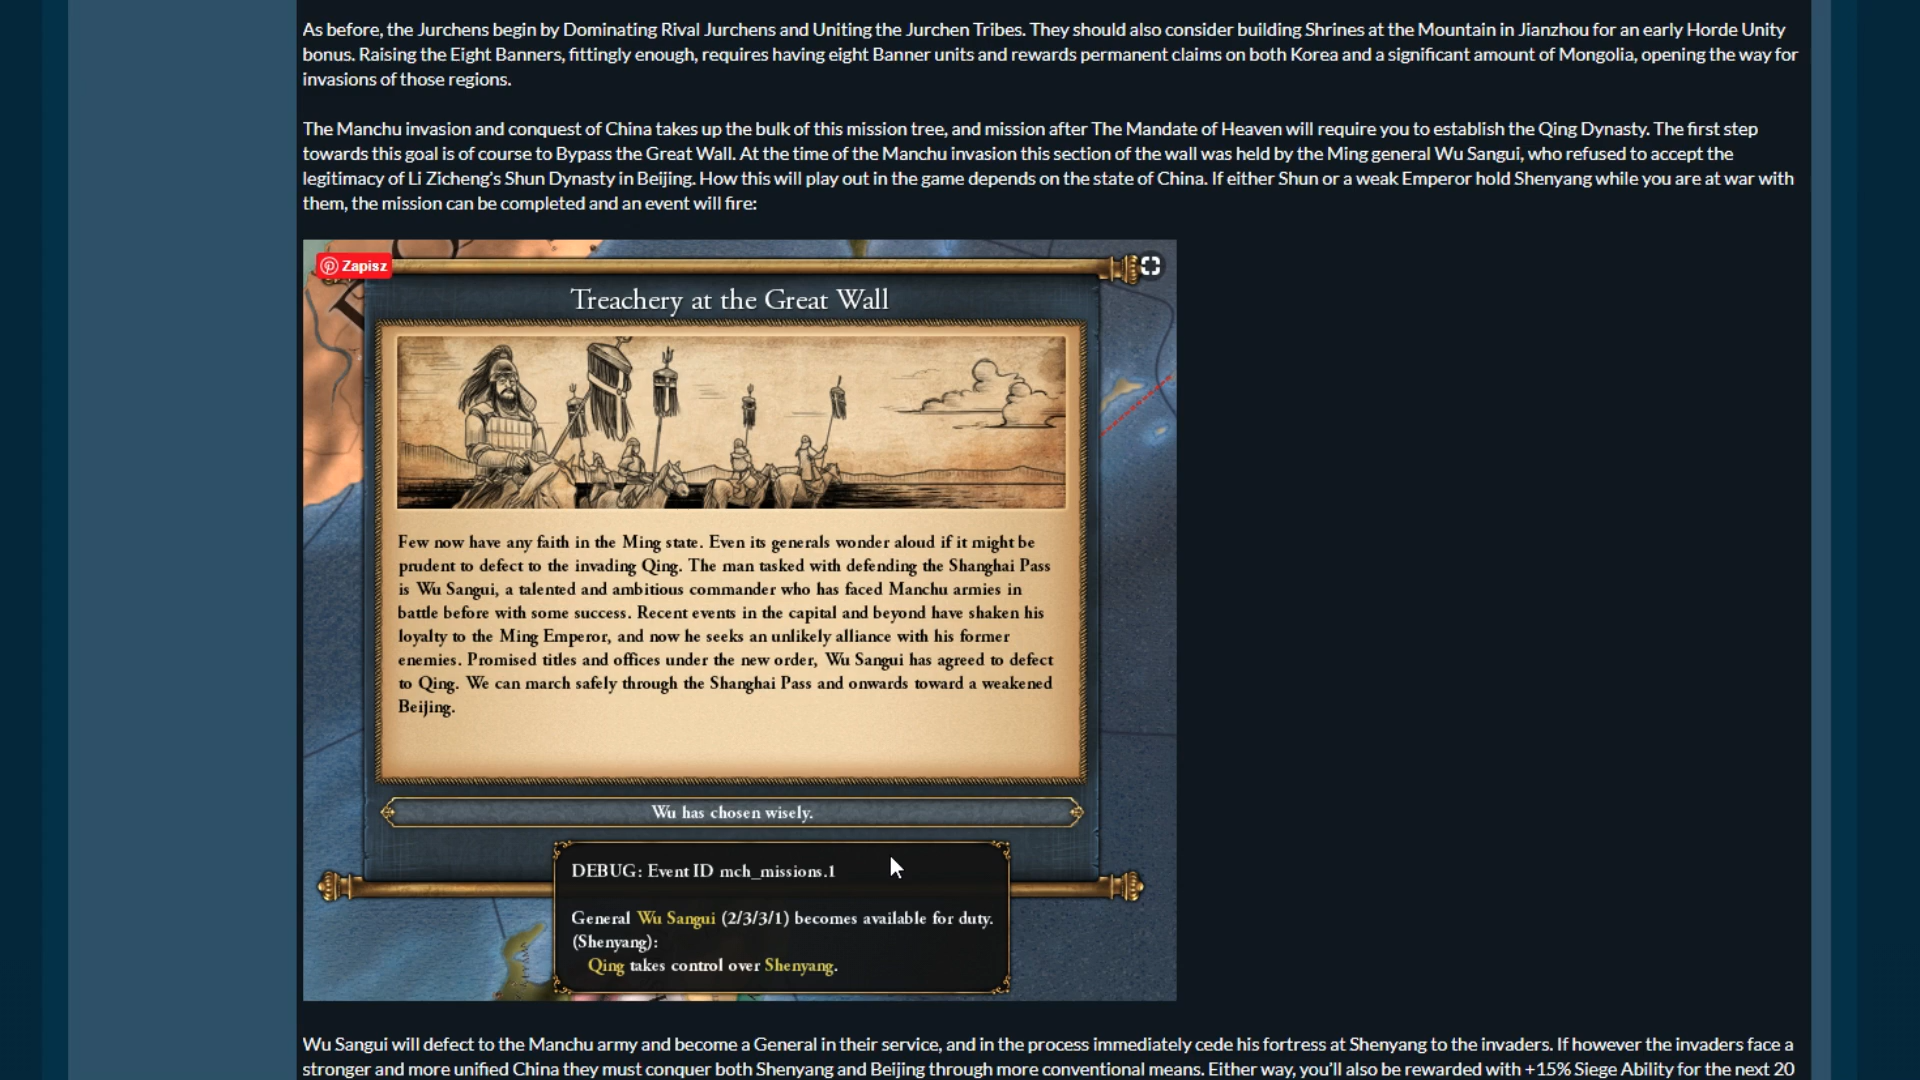 As before, the Jurchens begin by Dominating Rival Jurchens and Uniting the Jurchen Tribes. They should also consider building Shrines at the Mountain in Jianzhou for an early Horde Unity
bonus. Raising the Eight Banners, fittingly enough, requires having eight Banner units and rewards permanent claims on both Korea and a significant amount of Mongolia, opening the way for
invasions of those regions.
The Manchu invasion and conquest of China takes up the bulk of this mission tree, and mission after The Mandate of Heaven will require you to establish the Qing Dynasty. The first step
towards this goal is of course to Bypass the Great Wall. At the time of the Manchu invasion this section of the wall was held by the Ming general Wu Sangui, who refused to accept the
legitimacy of Li Zicheng's Shun Dynasty in Beijing. How this will play out in the game depends on the state of China. If either Shun or a weak Emperor hold Shenyang while you are at war with
them, the mission can be completed and an event will fire:
Zapisz
Treachery at the Great Wall
Few now have any faith in the Ming state. Even its generals wonder aloud if it might be
prudent to defect to the invading Qing. The man tasked with defending the Shanghai Pass
is Wu Sangui, a talented and ambitious commander who has faced Manchu armies in
battle before with some success. Recent events in the capital and beyond have shaken his
loyalty to the Ming Emperor, and now he seeks an unlikely alliance with his former
enemies. Promised titles and offices under the new order, Wu Sangui has agreed to defect
to Qing. We can march safely through the Shanghai Pass and onwards toward a weakened
Beijing.
Wu has chosen wisely.
DEBUG: Event ID mch_missions.1
General Wu Sangui (2/3/3/1) becomes available for duty.
(Shenyang):
Qing takes control over Shenyang.
Wu Sangui will defect to the Manchu army and become a General in their service, and in the process immediately cede his fortress at Shenyang to the invaders. If however the invaders face a
stronger and more unified China they must conquer both Shenyang and Beijing through more conventional means. Either way, you'll also be rewarded with +15% Siege Ability for the next 20